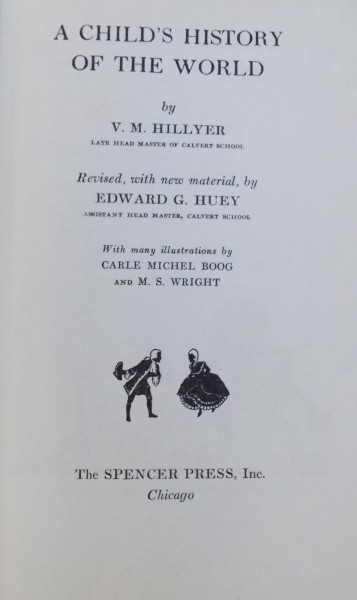 A CHILD'S HISTORY
OF THE WORLD
by
V. M. HILLYER
LATE HEAD MASTER OF CALVERT SCHOOL
Revised, with new material, by
EDWARD G. HUEY
ASSISTANT HEAD MASTER, CALVERT SCHOOL
With many illustrations by
CARLE MICHEL BOOG
AND M. S. WRIGHT
The SPENCER PRESS, Inc.
Chicago